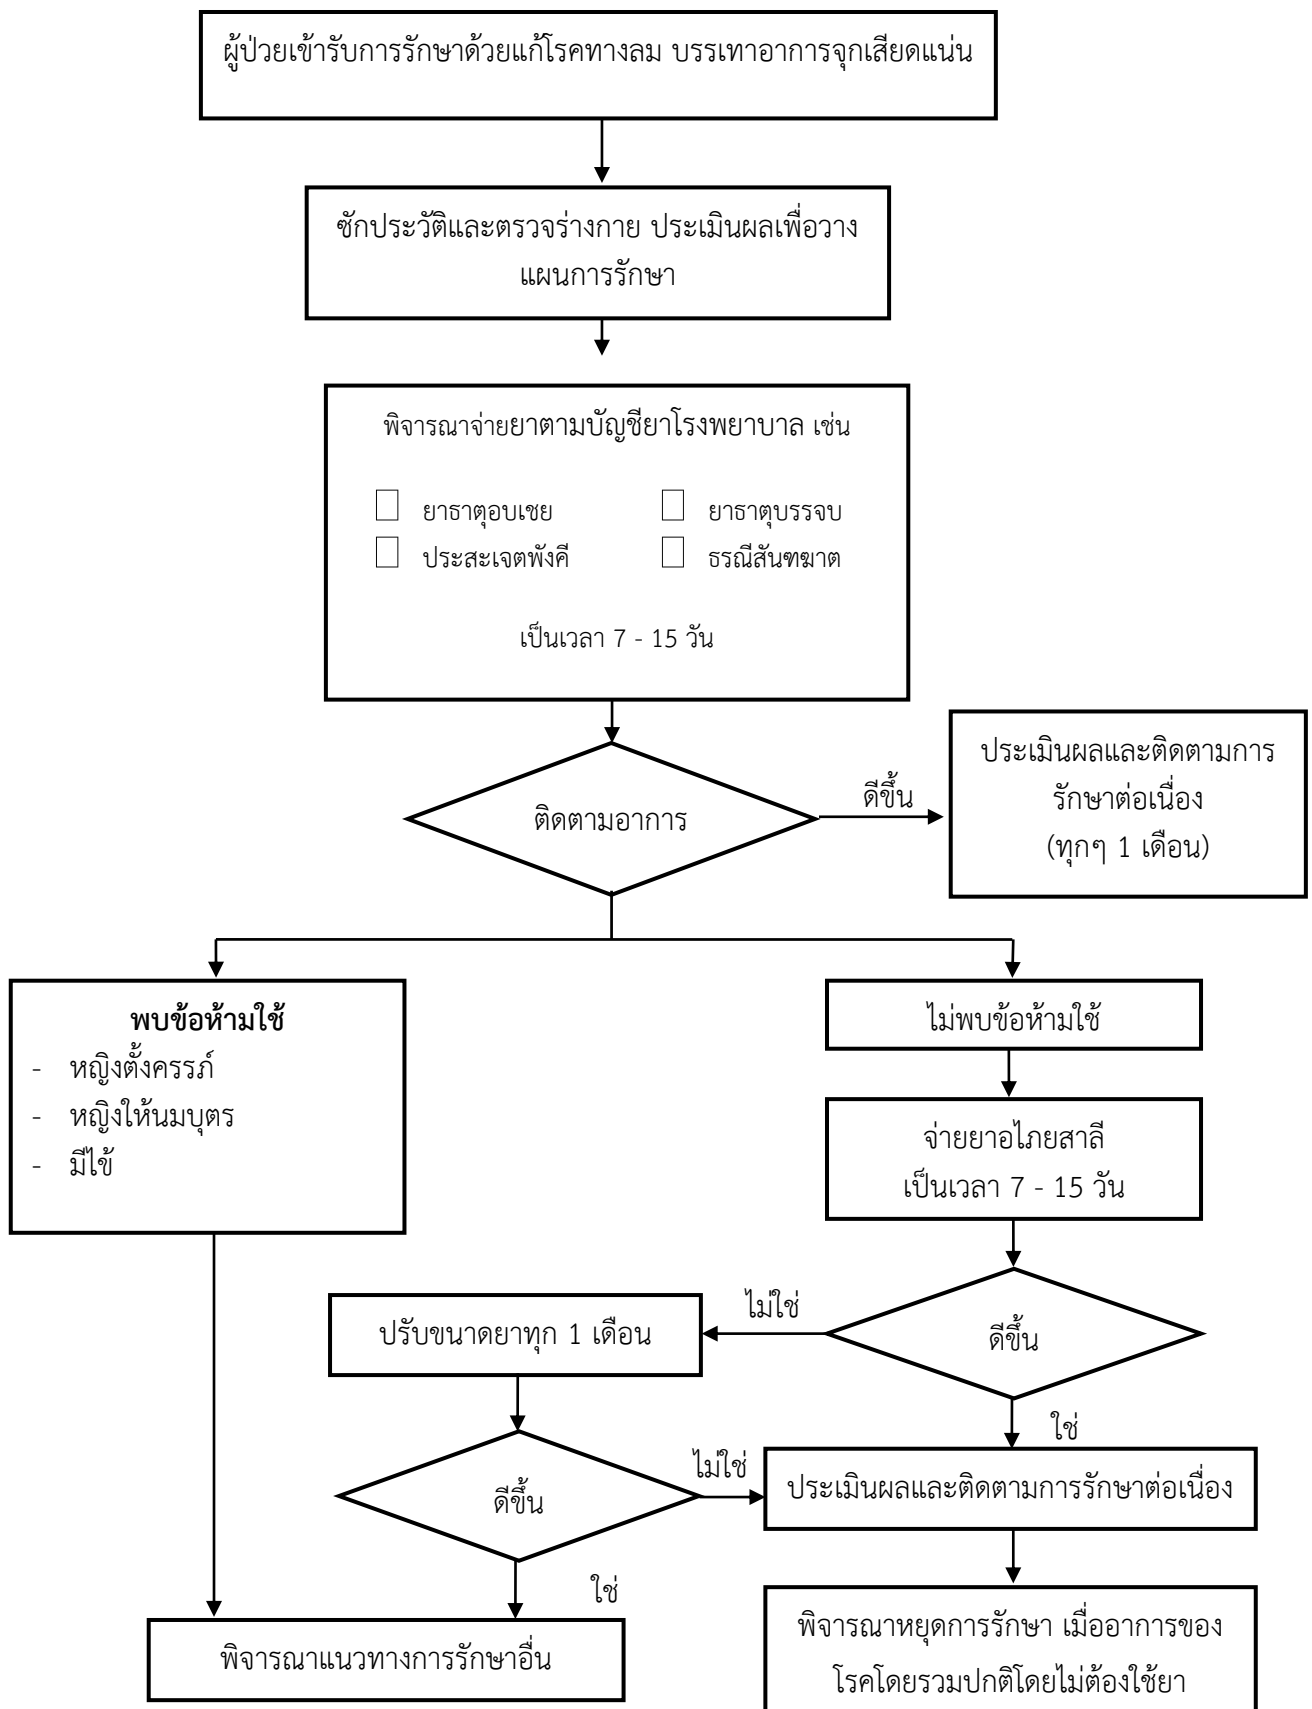 ผู้ป่วยเข้ารับการรักษาด้วยแก้โรคทางลม บรรเทาอาการจุกเสียดแน่น
ซักประวัติและตรวจร่างกาย ประเมินผลเพื่อวาง
แผนการรักษา
พิจารณาจ่ายยาตามบัญชียาโรงพยาบาล เช่น
ยาธาตุอบเชย
ยาธาตุบรรจบ
ประสะเจตพังคี
ธรณีสันฑฆาต
เป็นเวลา 7 - 15 วัน
ติดตามอาการ
ดีขึ้น
ประเมินผลและติดตามการ
รักษาต่อเนื่อง
(ทุกๆ 1 เดือน)
พบข้อห้ามใช้
- หญิงตั้งครรภ์
- หญิงให้นมบุตร
- มีไข้
ไม่พบข้อห้ามใช้
จ่ายยาอไภยสาลี
เป็นเวลา 7 - 15 วัน
ดีขึ้น
ไม่ใช่
ปรับขนาดยาทุก 1 เดือน
ใช่
ดีขึ้น
ไม่ใช่
ประเมินผลและติดตามการรักษาต่อเนื่อง
ใช่
พิจารณาแนวทางการรักษาอื่น
พิจารณาหยุดการรักษา เมื่ออาการของ
โรคโดยรวมปกติโดยไม่ต้องใช้ยา